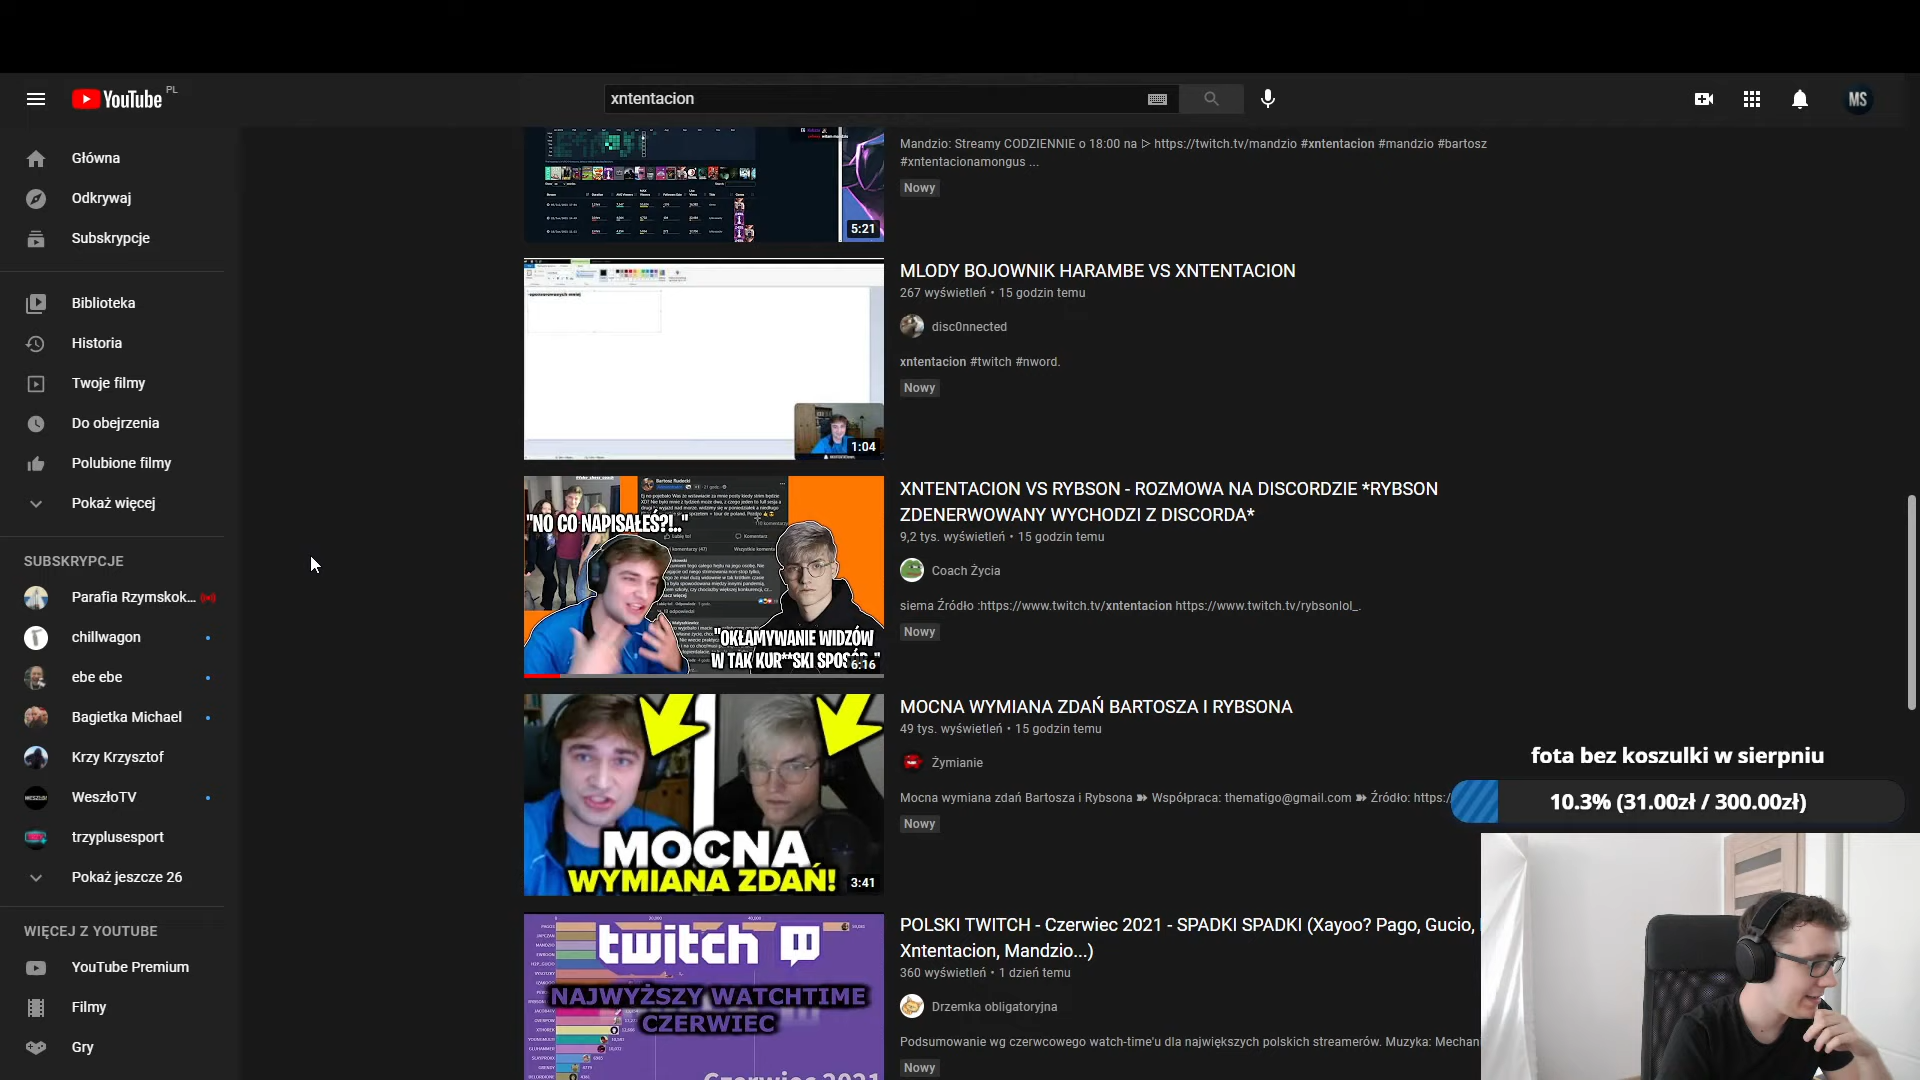 YouTube PL
xntentacion
MS
Główna
Odkrywaj
Subskrypcje
Biblioteka
Historia
Twoje filmy
Do obejrzenia
Polubione filmy
Pokaż więcej
SUBSKRYPCJE
Parafia Rzymskok...
chillwagon
ebe ebe
Bagietka Michael
Krzy Krzysztof
WeszłoTV
trzyplusesport
Pokaż jeszcze 26
WIĘCEJ Z YOUTUBE
YouTube Premium
Filmy
Gry
5:21
Mandzio: Streamy CODZIENNIE o 18:00 na ▷ https://twitch.tv/mandzio #xntentacion #mandzio #bartosz
#xntentacionamongus ...
Nowy
1:04
MLODY BOJOWNIK HARAMBE VS XNTENTACION
267 wyświetleń • 15 godzin temu
disc0nnected
xntentacion #twitch #nword.
Nowy
Bartosz Rudecki
"NO CO NAPISAŁEŚ?!.."
"OKŁAMYWANIE WIDZÓW
W TAK KUR**SKI SPOSÓB.."
6:16
XNTENTACION VS RYBSON - ROZMOWA NA DISCORDZIE *RYBSON
ZDENERWOWANY WYCHODZI Z DISCORDA*
9,2 tys. wyświetleń • 15 godzin temu
Coach Życia
siema Źródło :https://www.twitch.tv/xntentacion https://www.twitch.tv/rybsonlol_.
Nowy
MOCNA
WYMIANA ZDAŃ!
3:41
MOCNA WYMIANA ZDAŃ BARTOSZA I RYBSONA
49 tys. wyświetleń • 15 godzin temu
Żymianie
Mocna wymiana zdań Bartosza i Rybsona ➽ Współpraca: thematigo@gmail.com ➽ Źródło: https:/
Nowy
twitch
NAJWYŻSZY WATCHTIME
CZERWIEC
Czerwiec 2021
POLSKI TWITCH - Czerwiec 2021 - SPADKI SPADKI (Xayoo? Pago, Gucio,
Xntentacion, Mandzio...)
360 wyświetleń • 1 dzień temu
Drzemka obligatoryjna
Podsumowanie wg czerwcowego watch-time'u dla największych polskich streamerów. Muzyka: Mechan
Nowy
fota bez koszulki w sierpniu
10.3% (31.00zł / 300.00zł)